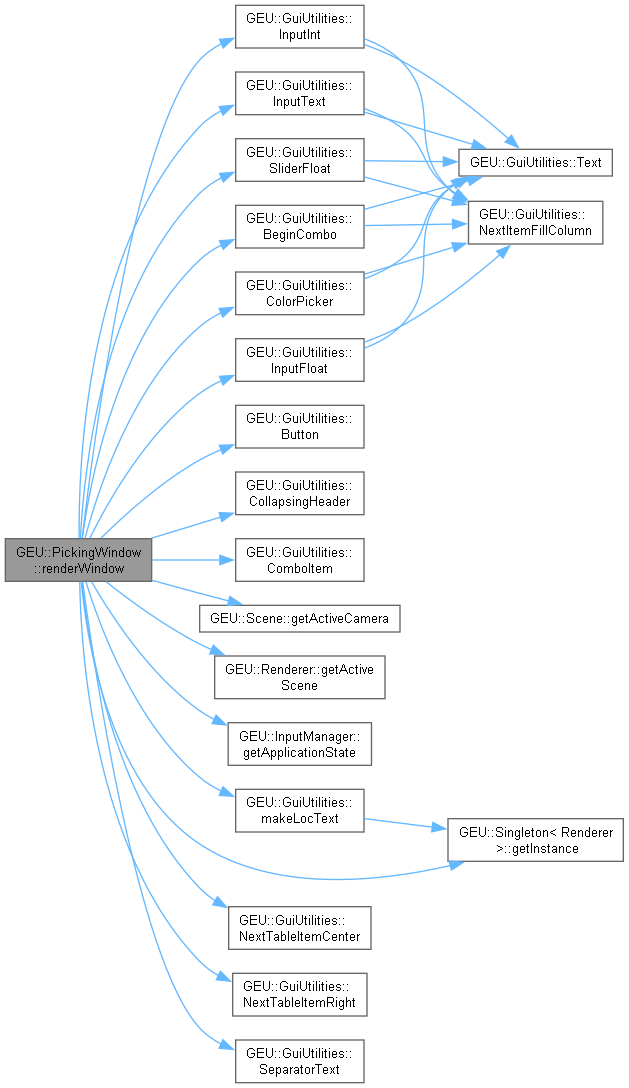 GEU::GuiUtilities::
InputInt
GEU::GuiUtilities::
InputText
GEU::GuiUtilities::
SliderFloat
GEU::GuiUtilities::Text
GEU::GuiUtilities::
BeginCombo
GEU::GuiUtilities::
NextItemFillColumn
GEU::GuiUtilities::
ColorPicker
GEU::GuiUtilities::
InputFloat
GEU::GuiUtilities::
Button
GEU::GuiUtilities::
CollapsingHeader
GEU::PickingWindow
::renderWindow
GEU::GuiUtilities::
ComboItem
GEU::Scene::getActiveCamera
GEU::Renderer::getActive
Scene
GEU::InputManager::
getApplicationState
GEU::GuiUtilities::
makeLocText
GEU::Singleton< Renderer
>::getInstance
GEU::GuiUtilities::
NextTableItemCenter
GEU::GuiUtilities::
NextTableItemRight
GEU::GuiUtilities::
SeparatorText